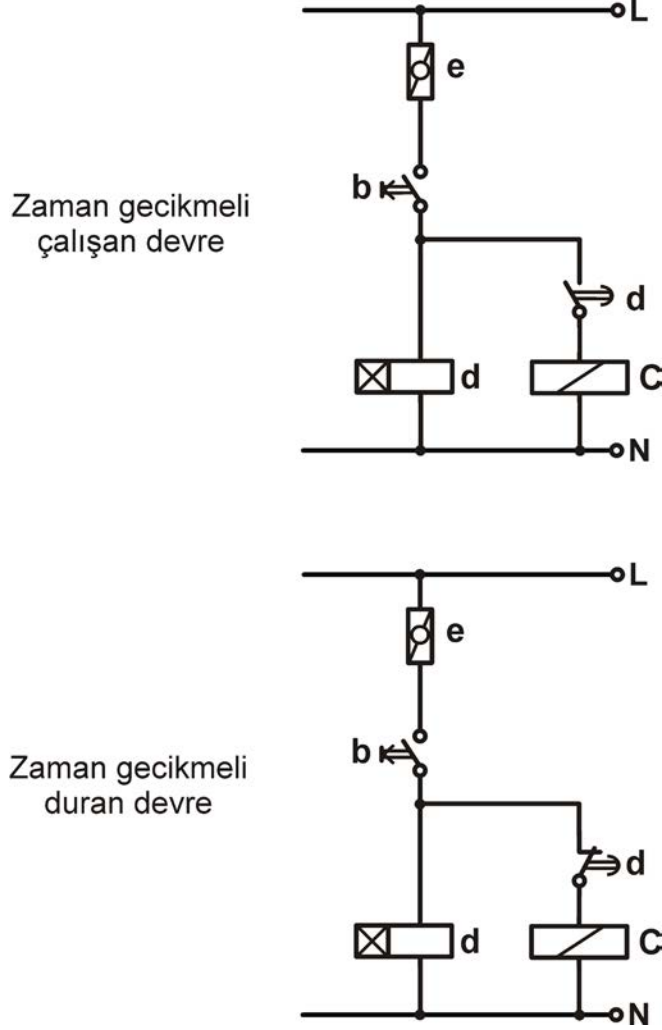 L
e
b
Zaman gecikmeli
çalışan devre
d
d
C
N
L
e
b
Zaman gecikmeli
duran devre
d
d
C
N